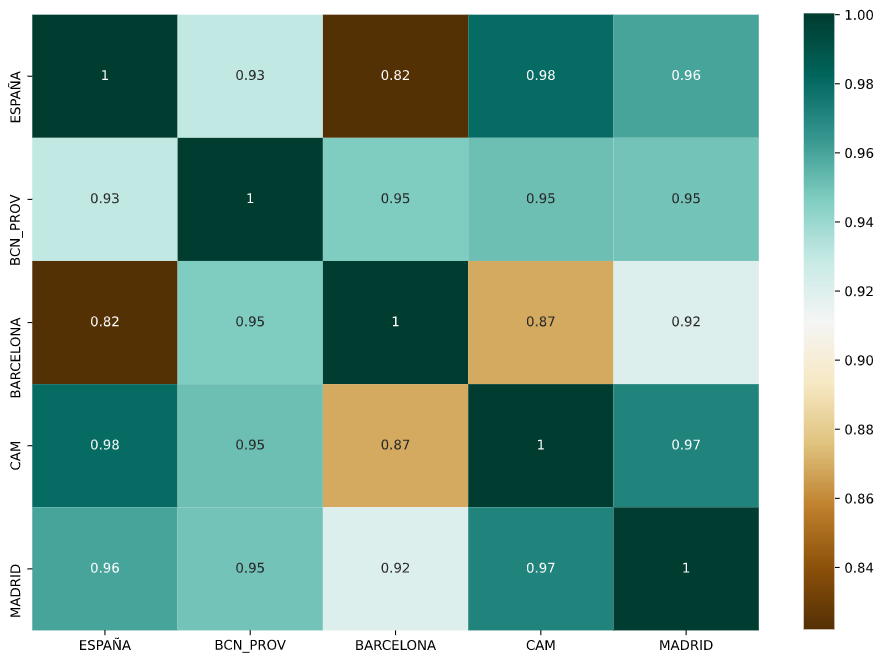 ESPAÑA 1 0.93 0.82 0.98 0.96
BCN_PROV 0.93 1 0.95 0.95 0.95
BARCELONA 0.82 0.95 1 0.87 0.92
CAM 0.98 0.95 0.87 1 0.97
MADRID 0.96 0.95 0.92 0.97 1
ESPAÑA BCN_PROV BARCELONA CAM MADRID
1.00
0.98
0.96
0.94
0.92
0.90
0.88
0.86
0.84